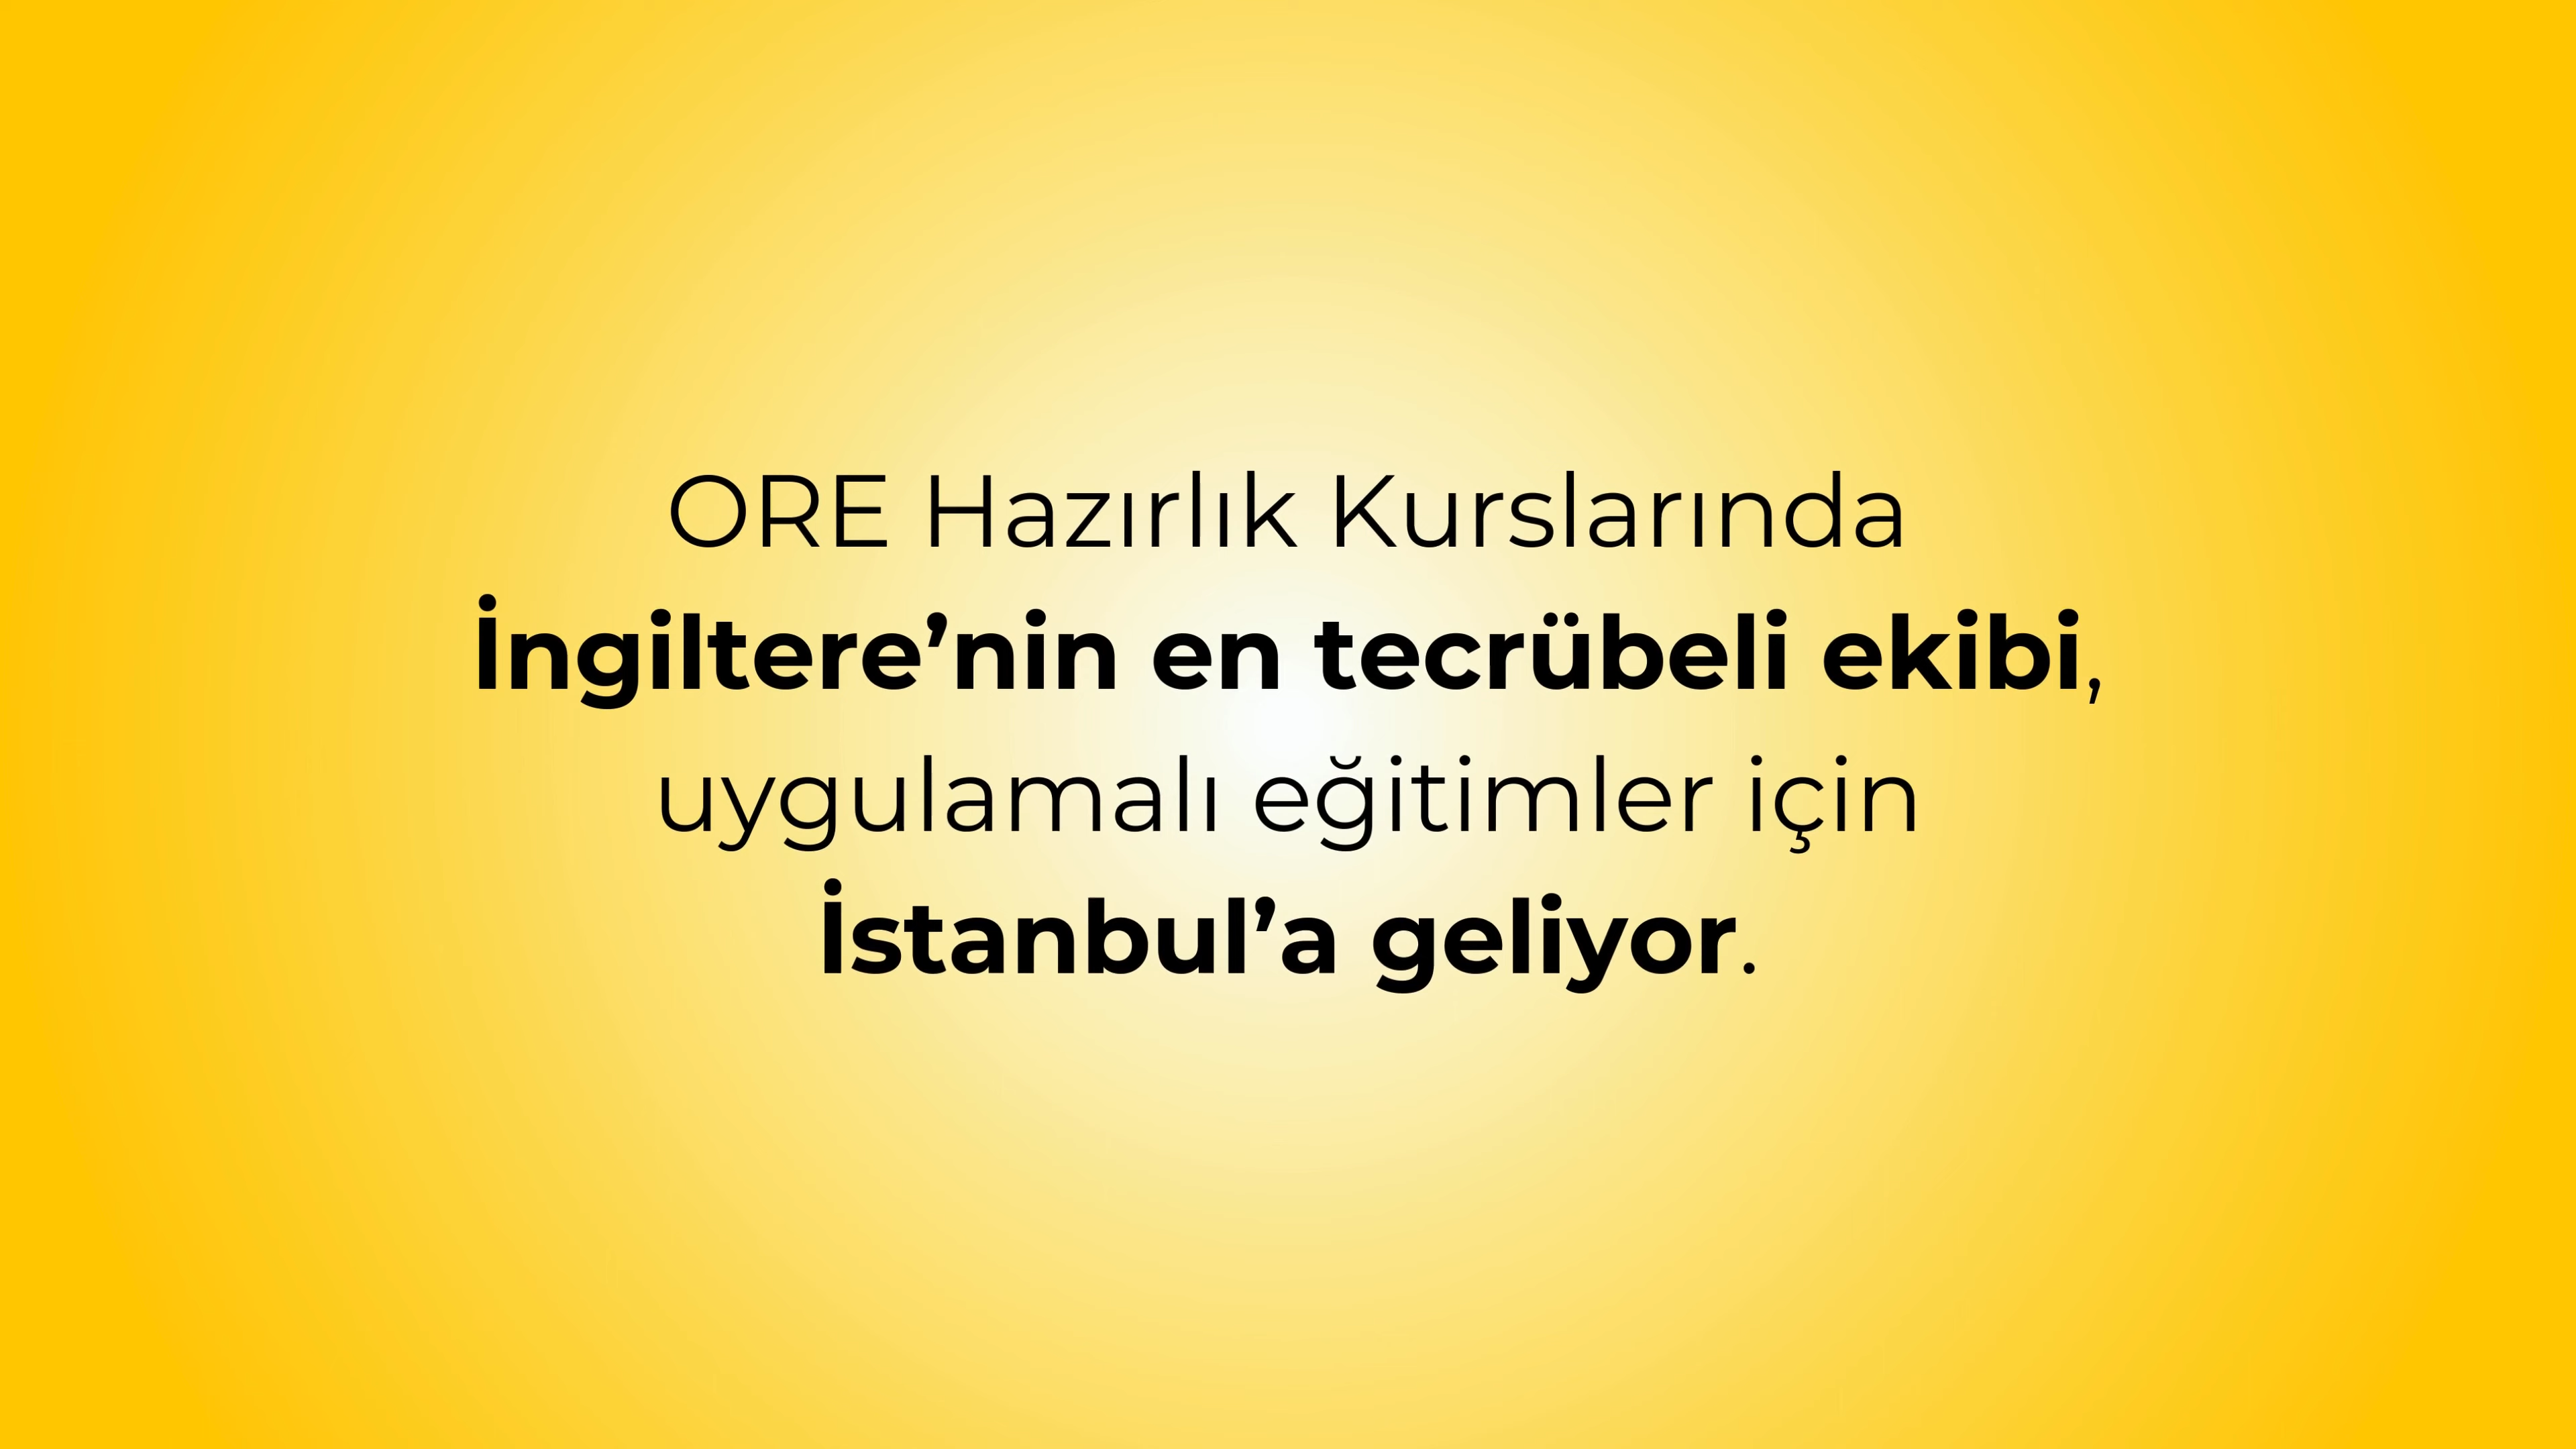 ORE Hazırlık Kurslarında
İngiltere’nin en tecrübeli ekibi,
uygulamalı eğitimler için
İstanbul’a geliyor.